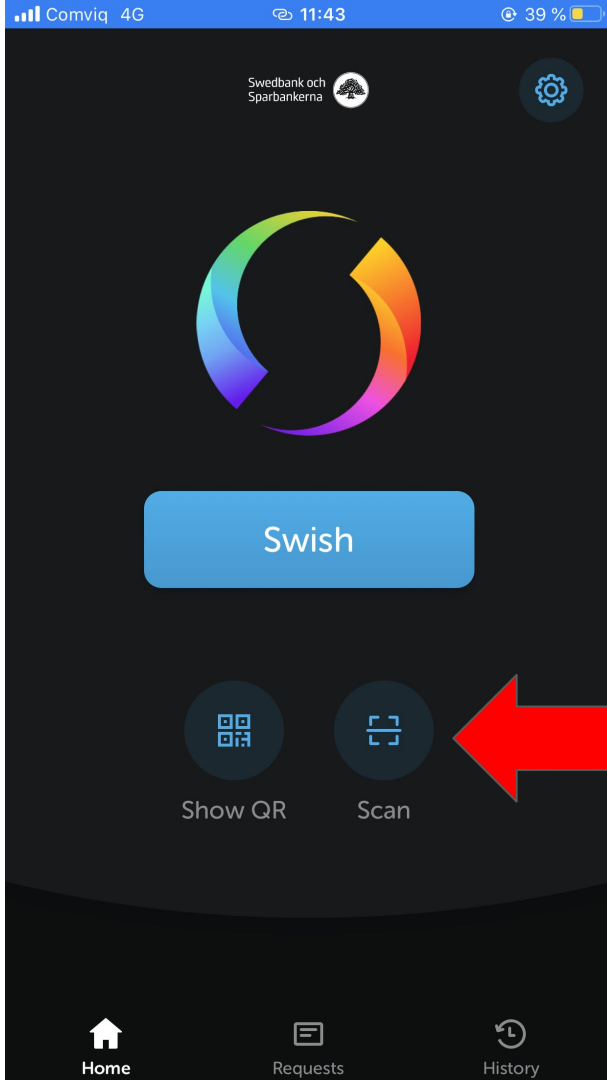 Comviq 4G 11:43 39 %
Swedbank och
Sparbankerna
Swish
Show QR Scan
Home Requests History